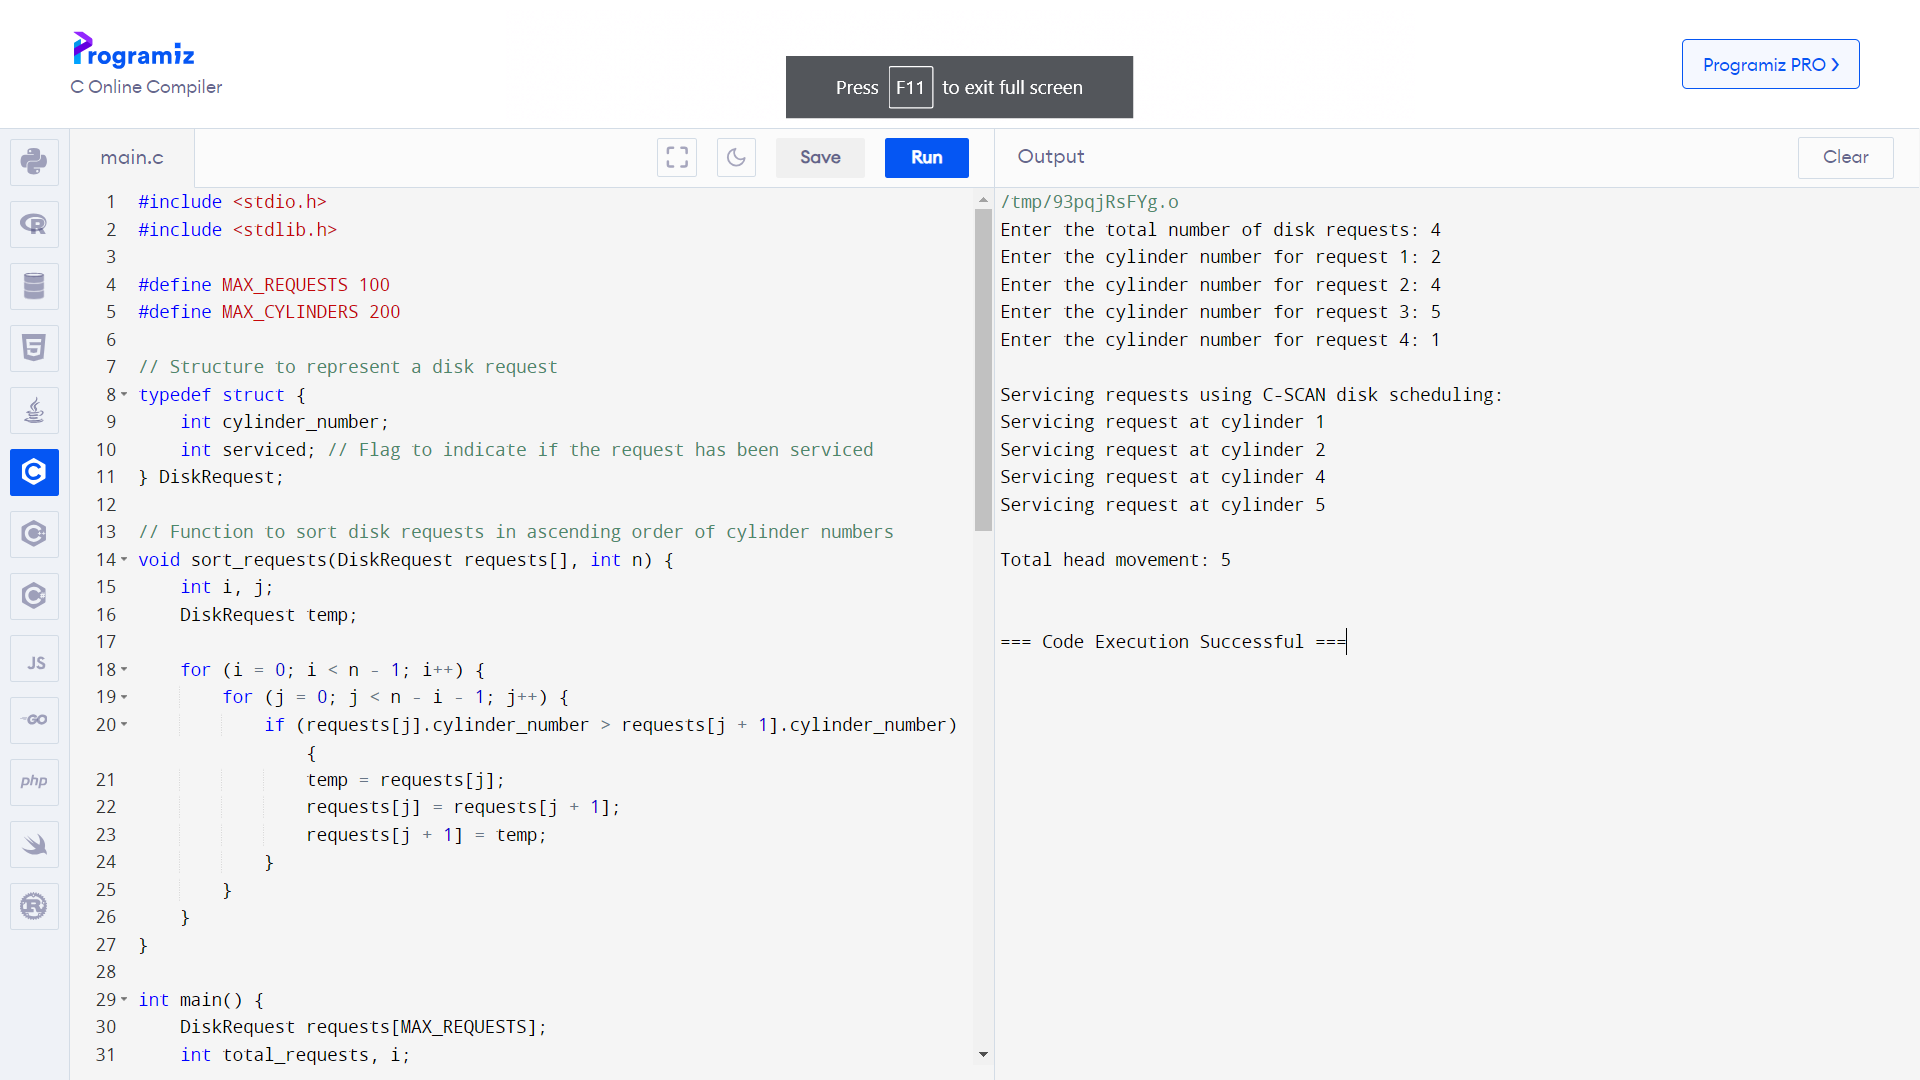 Programiz
C Online Compiler
Press F11 to exit full screen
Programiz PRO
main.c
Save
Run
Output
Clear
1 #include <stdio.h>
2 #include <stdlib.h>
3
4 #define MAX_REQUESTS 100
5 #define MAX_CYLINDERS 200
6
7 // Structure to represent a disk request
8 typedef struct {
9     int cylinder_number;
10     int serviced; // Flag to indicate if the request has been serviced
11 } DiskRequest;
12
13 // Function to sort disk requests in ascending order of cylinder numbers
14 void sort_requests(DiskRequest requests[], int n) {
15     int i, j;
16     DiskRequest temp;
17
18     for (i = 0; i < n - 1; i++) {
19         for (j = 0; j < n - i - 1; j++) {
20             if (requests[j].cylinder_number > requests[j + 1].cylinder_number)
{
21                 temp = requests[j];
22                 requests[j] = requests[j + 1];
23                 requests[j + 1] = temp;
24             }
25         }
26     }
27 }
28
29 int main() {
30     DiskRequest requests[MAX_REQUESTS];
31     int total_requests, i;
/tmp/93pqjRsFYg.o
Enter the total number of disk requests: 4
Enter the cylinder number for request 1: 2
Enter the cylinder number for request 2: 4
Enter the cylinder number for request 3: 5
Enter the cylinder number for request 4: 1
Servicing requests using C-SCAN disk scheduling:
Servicing request at cylinder 1
Servicing request at cylinder 2
Servicing request at cylinder 4
Servicing request at cylinder 5
Total head movement: 5
=== Code Execution Successful ===
R
5
C
C
C
JS
GO
php
R